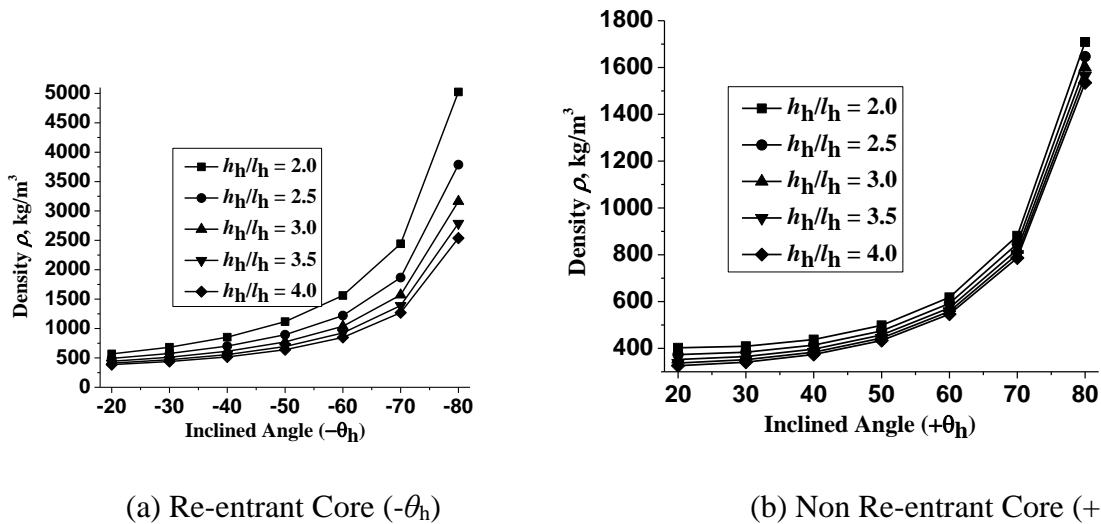 5000
4500
4000
3500
3000
2500
2000
1500
1000
500
0
Density ρ, kg/m³
hh/lh = 2.0
hh/lh = 2.5
hh/lh = 3.0
hh/lh = 3.5
hh/lh = 4.0
-20 -30 -40 -50 -60 -70 -80
Inclined Angle (−θh)
(a) Re-entrant Core (-θh)
1800
1600
1400
1200
1000
800
600
400
Density ρ, kg/m³
hh/lh = 2.0
hh/lh = 2.5
hh/lh = 3.0
hh/lh = 3.5
hh/lh = 4.0
20 30 40 50 60 70 80
Inclined Angle (+θh)
(b) Non Re-entrant Core (+